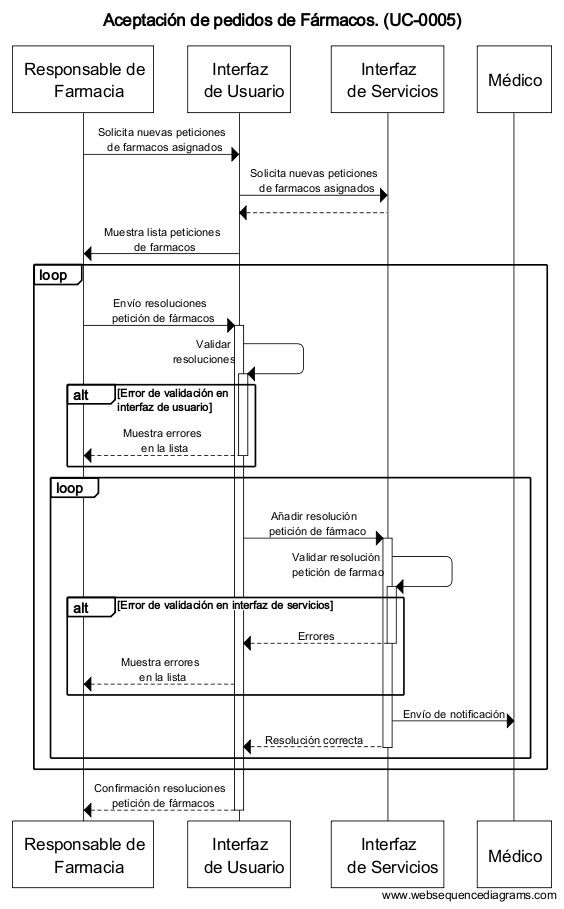 Aceptación de pedidos de Fármacos. (UC-0005)
Responsable de
Farmacia
Interfaz
de Usuario
Interfaz
de Servicios
Médico
Solicita nuevas peticiones
de farmacos asignados
Solicita nuevas peticiones
de farmacos asignados
Muestra lista peticiones
de farmacos
loop
Envío resoluciones
petición de fármacos
Validar
resoluciones
alt
[Error de validación en
interfaz de usuario]
Muestra errores
en la lista
loop
Añadir resolución
petición de fármaco
Validar resolución
petición de farmao
alt
[Error de validación en interfaz de servicios]
Errores
Muestra errores
en la lista
Envío de notificación
Resolución correcta
Confirmación resoluciones
petición de fármacos
Responsable de
Farmacia
Interfaz
de Usuario
Interfaz
de Servicios
Médico
www.websequencediagrams.com